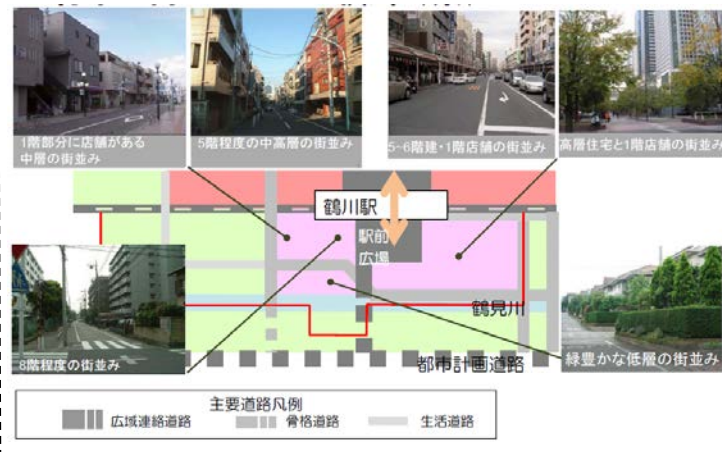 1階部分に店舗がある
中層の街並み
5階程度の中高層の街並み
5~6階建・1階店舗の街並み
高層住宅と1階店舗の街並み
鶴川駅
駅前
広場
鶴見川
8階程度の街並み
都市計画道路
緑豊かな低層の街並み
主要道路凡例
広域連絡道路
骨格道路
生活道路